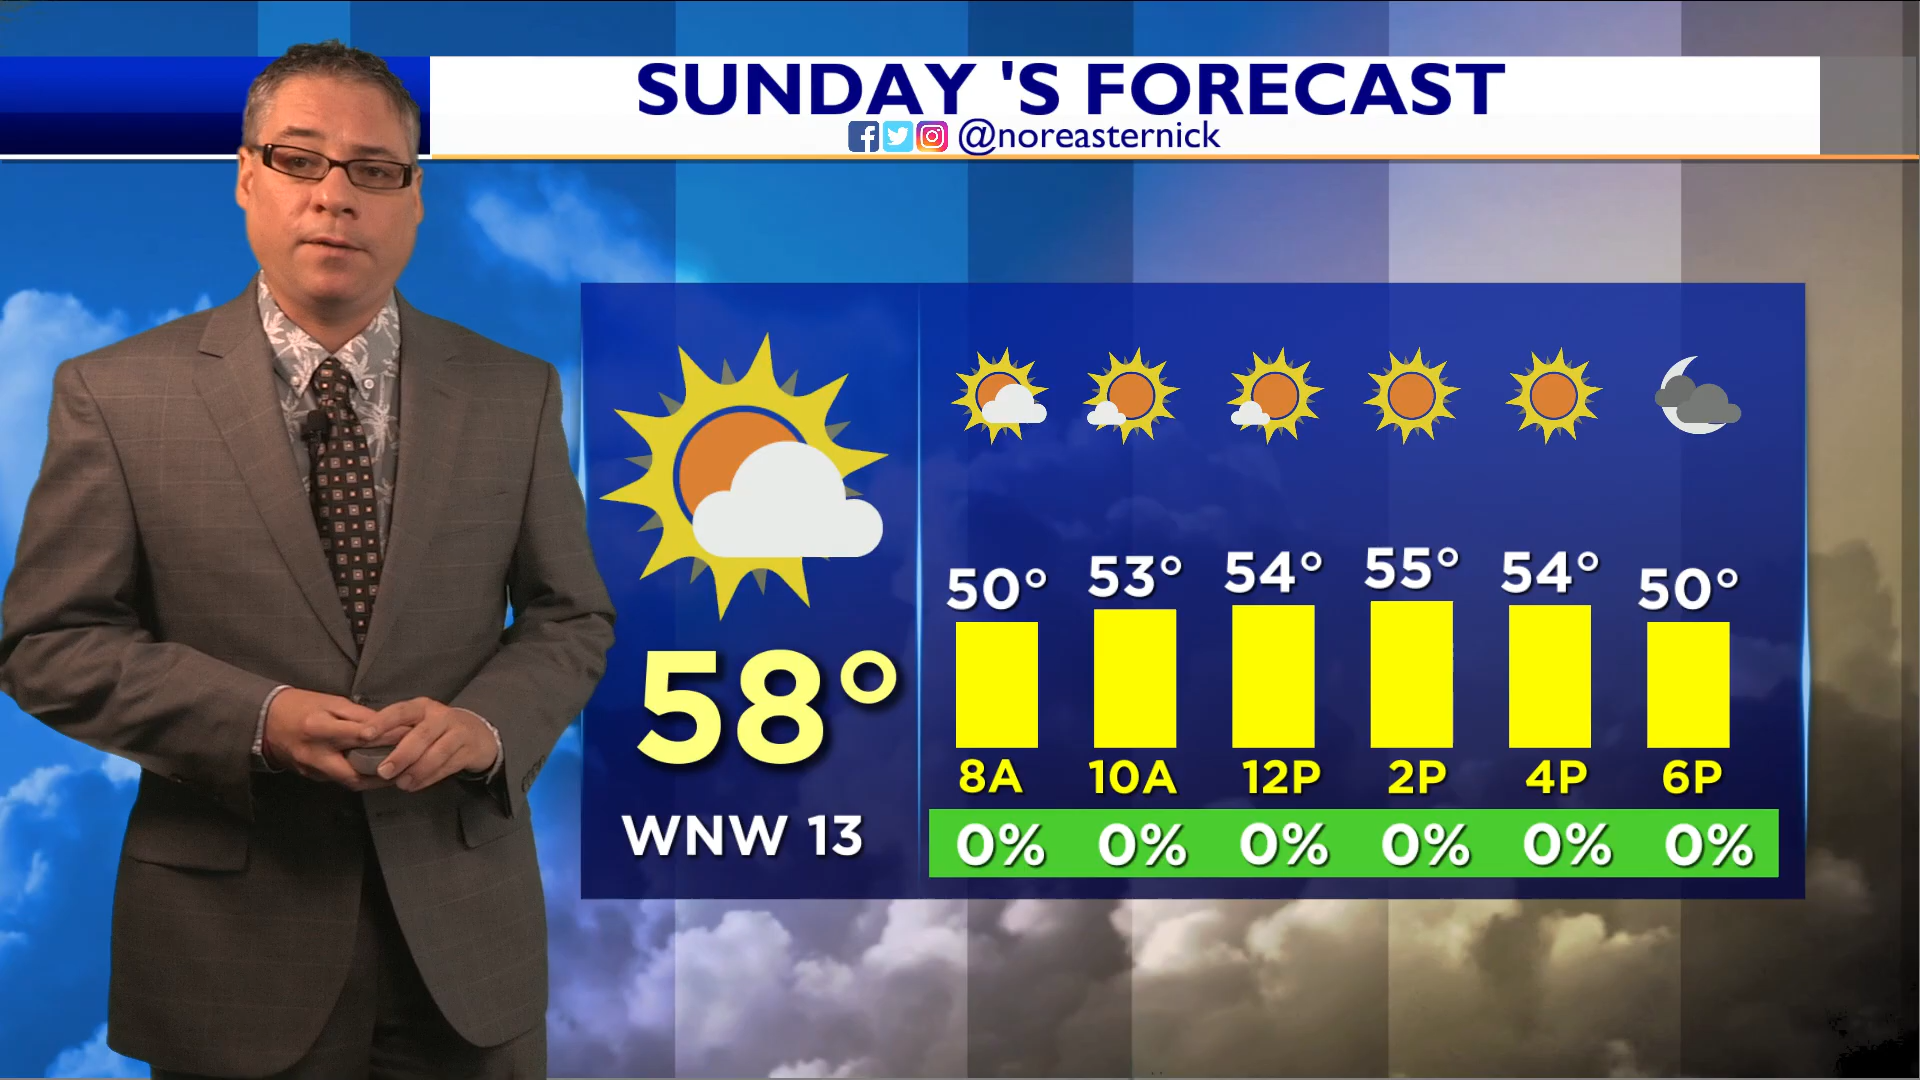 SUNDAY 'S FORECAST
@noreasternick
58°
WNW 13
50° 53° 54° 55° 54° 50°
8A 10A 12P 2P 4P 6P
0% 0% 0% 0% 0% 0%